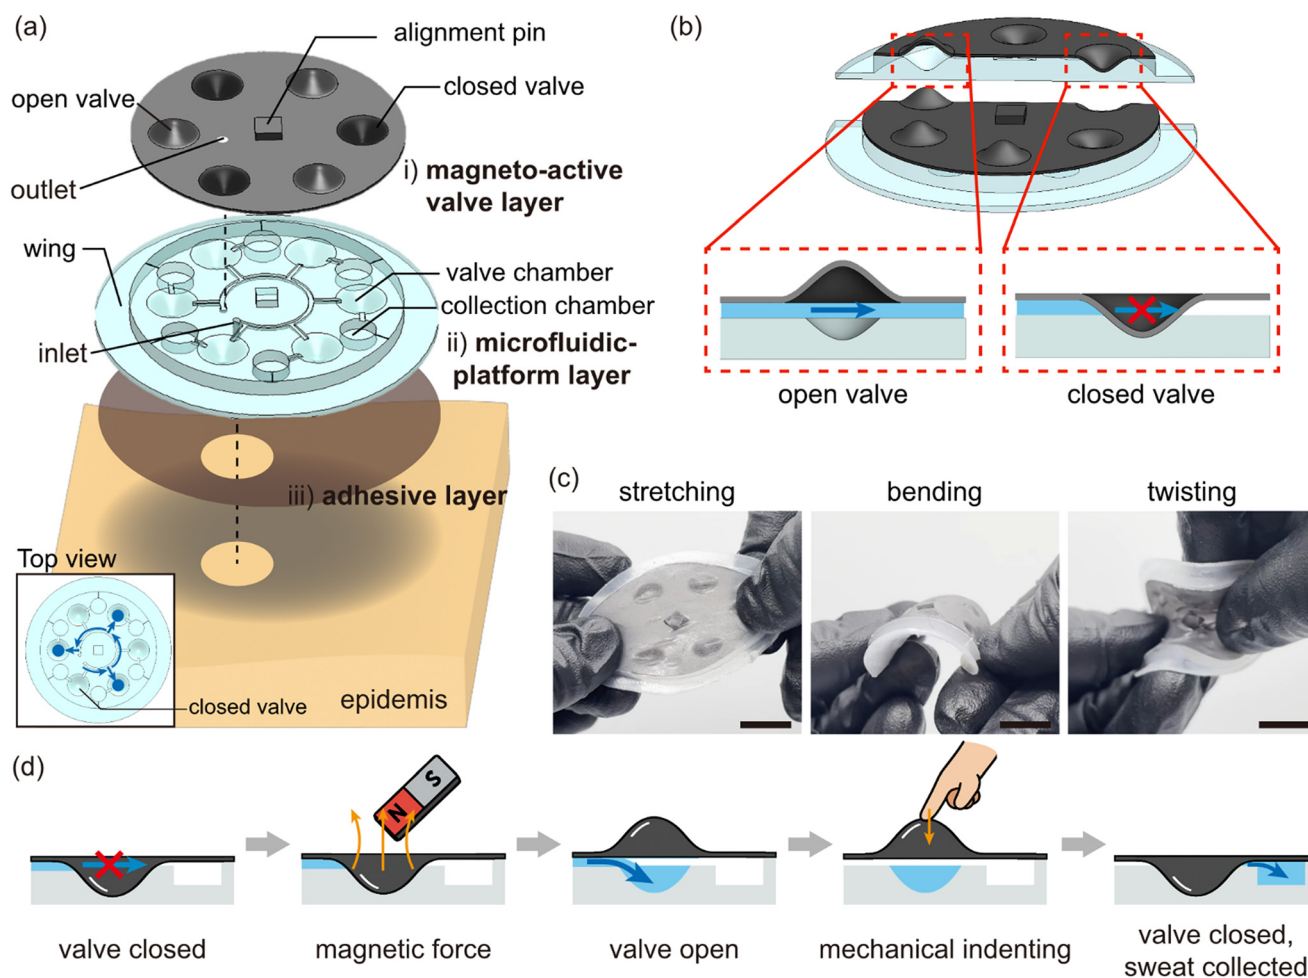 (a)
alignment pin
open valve
closed valve
outlet
i) magneto-active
valve layer
wing
valve chamber
collection chamber
inlet
ii) microfluidic-
platform layer
iii) adhesive layer
Top view
closed valve
epidemis
(b)
open valve
closed valve
(c)
stretching
bending
twisting
(d)
N S
valve closed
magnetic force
valve open
mechanical indenting
valve closed,
sweat collected